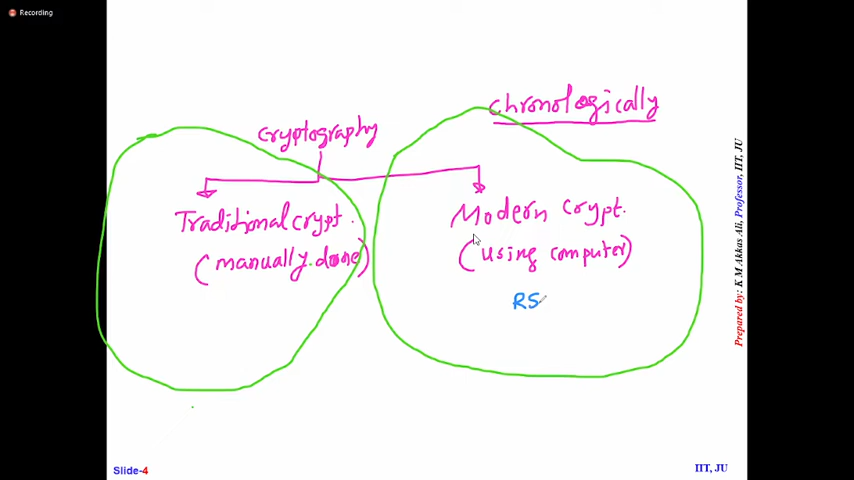 Recording
chronologically
cryptography
Traditional crypt.
Modern crypt.
(manually done)
(using computer)
RS
Prepared by: K M Akkas Ali, Professor, IIT, JU
Slide-4
IIT, JU